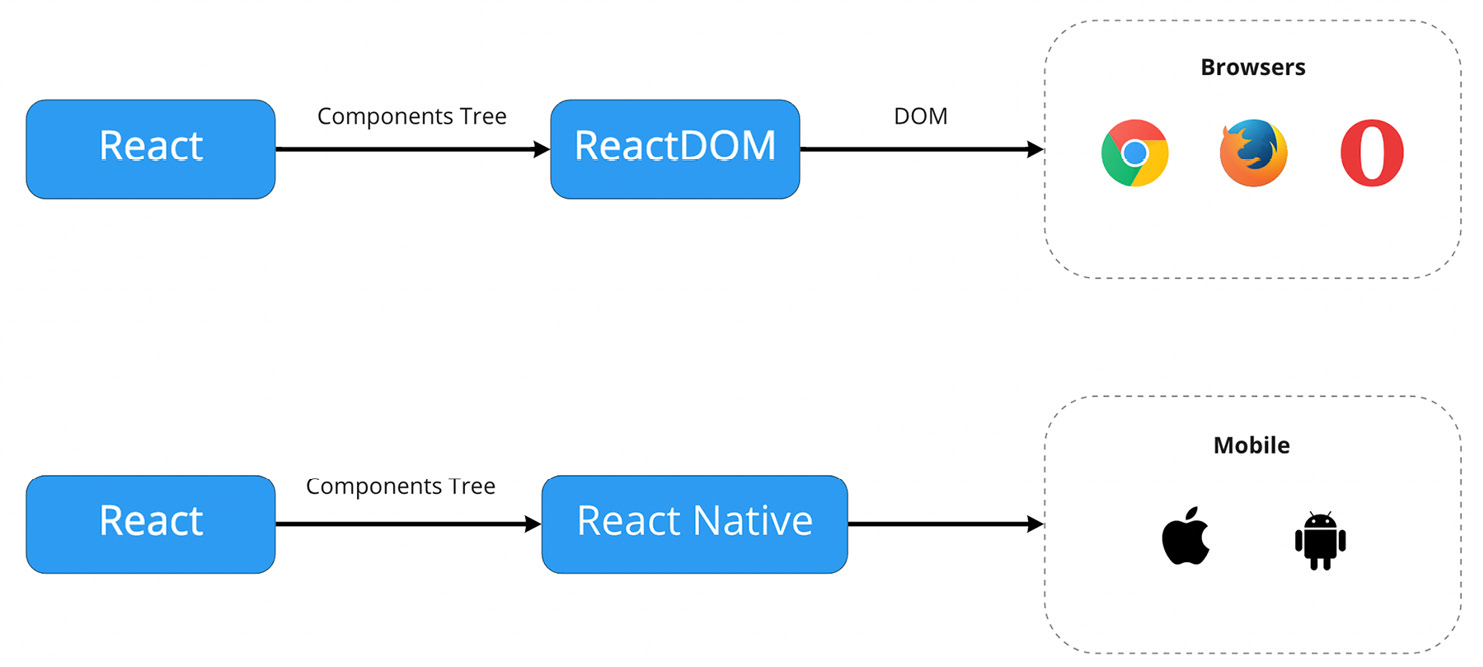 Browsers
Components Tree
DOM
React
ReactDOM
Mobile
Components Tree
React
React Native